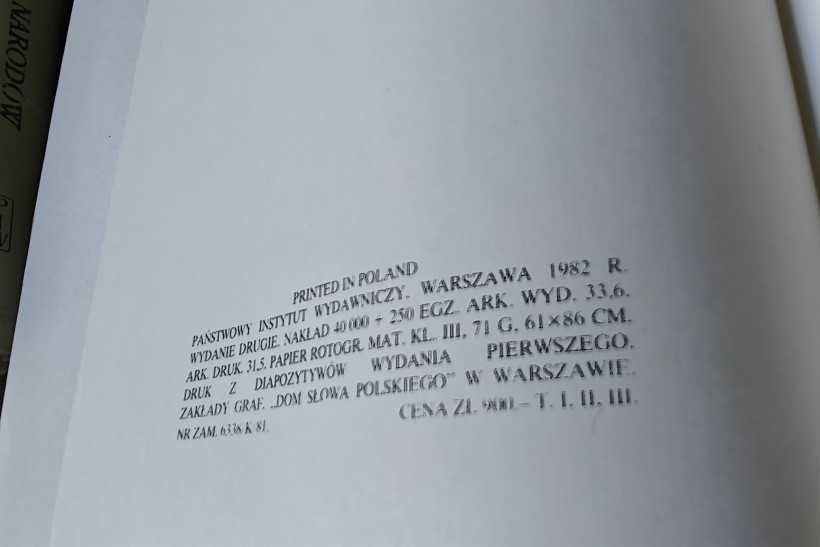 NARODÓW
PRINTED IN POLAND
PAŃSTWOWY INSTYTUT WYDAWNICZY, WARSZAWA 1982 R.
WYDANIE DRUGIE. NAKŁAD 40 000 + 250 EGZ. ARK. WYD. 33,6.
ARK. DRUK. 31,5. PAPIER ROTOGR. MAT. KL. III, 71 G, 61×86 CM.
DRUK Z DIAPOZYTYWÓW WYDANIA PIERWSZEGO.
ZAKŁADY GRAF. „DOM SŁOWA POLSKIEGO” W WARSZAWIE.
NR ZAM. 6338/K/81. CENA ZŁ 900.– T. I, II, III.